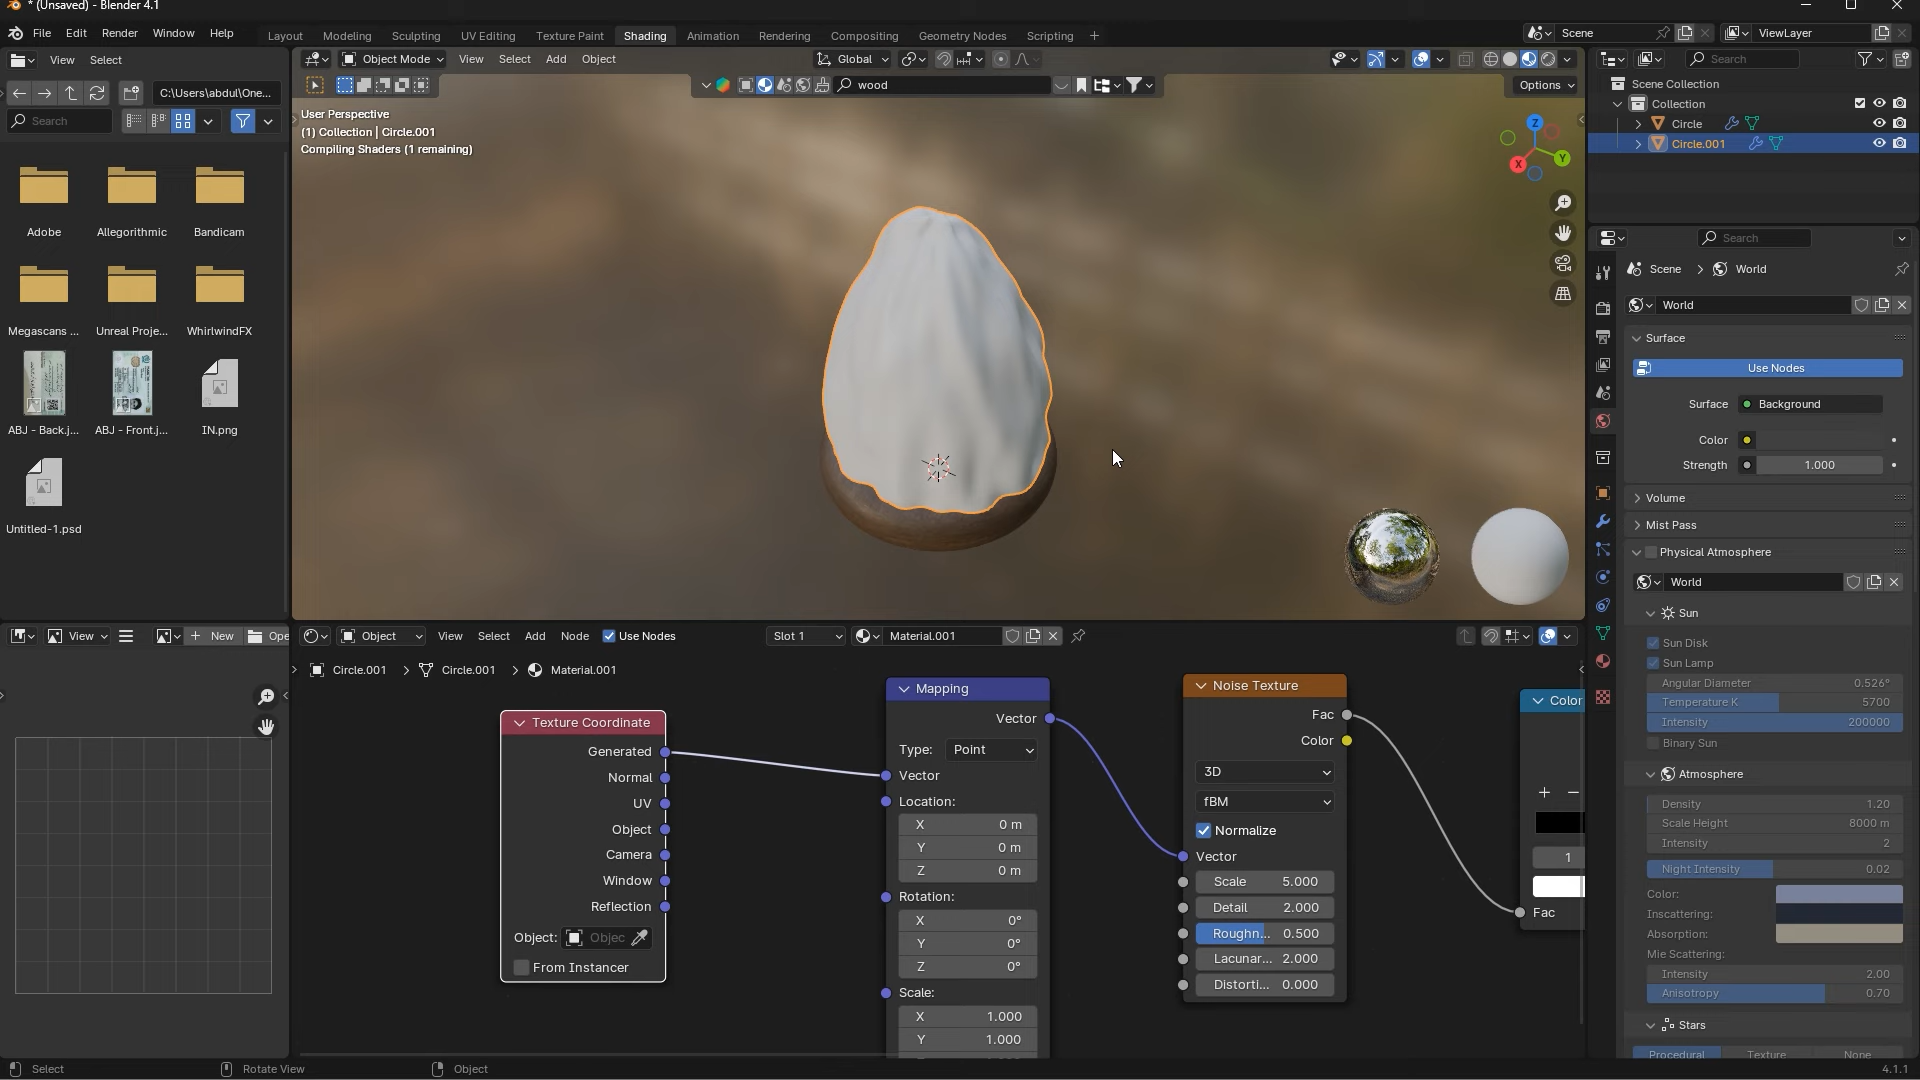 * (Unsaved) - Blender 4.1
File Edit Render Window Help
Layout Modeling Sculpting UV Editing Texture Paint Shading Animation Rendering Compositing Geometry Nodes Scripting +
Scene
ViewLayer
View Select
C:\Users\abdul\One...
Search
Adobe
Allegorithmic
Bandicam
Megascans ...
Unreal Proje...
WhirlwindFX
ABJ - Back.j...
ABJ - Front.j...
IN.png
Untitled-1.psd
Object Mode View Select Add Object Global
wood
Options
User Perspective
(1) Collection | Circle.001
Compiling Shaders (1 remaining)
Z
Y
X
Search
Scene Collection
Collection
Circle
Circle.001
Search
Scene > World
World
Surface
Use Nodes
Surface Background
Color
Strength 1.000
Volume
Mist Pass
Physical Atmosphere
World
Sun
Sun Disk
Sun Lamp
Angular Diameter 0.526°
Temperature K 5700
Intensity 200000
Binary Sun
Atmosphere
Density 1.20
Scale Height 8000 m
Intensity 2
Night Intensity 0.02
Color:
Inscattering:
Absorption:
Mie Scattering:
Intensity 2.00
Anisotropy 0.70
Stars
Procedural Texture None
View New Ope
Object View Select Add Node Use Nodes Slot 1 Material.001
Circle.001 > Circle.001 > Material.001
Texture Coordinate
Generated
Normal
UV
Object
Camera
Window
Reflection
Object: Objec
From Instancer
Mapping
Vector
Type: Point
Vector
Location:
X 0 m
Y 0 m
Z 0 m
Rotation:
X 0°
Y 0°
Z 0°
Scale:
X 1.000
Y 1.000
Noise Texture
Fac
Color
3D
fBM
Normalize
Vector
Scale 5.000
Detail 2.000
Roughn... 0.500
Lacunar... 2.000
Distorti... 0.000
Color
1
Fac
Select Rotate View Object
4.1.1